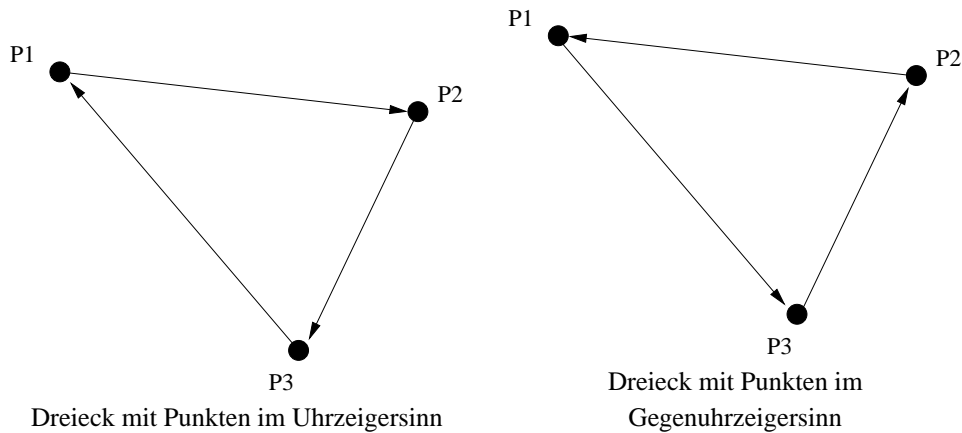 P1
P2
P3
Dreieck mit Punkten im Uhrzeigersinn
P1
P2
P3
Dreieck mit Punkten im
Gegenuhrzeigersinn